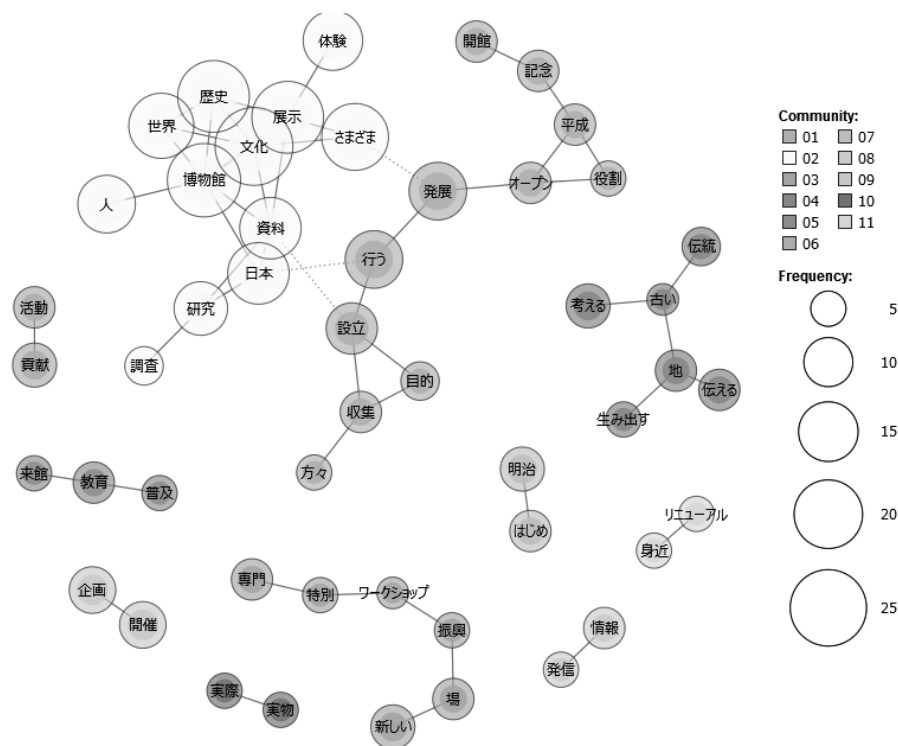 体験
開館
記念
歴史
展示
世界
文化
さまざま
平成
博物館
発展
オープン
役割
人
資料
行う
伝統
日本
考える
古い
活動
研究
設立
貢献
調査
目的
地
伝える
収集
生み出す
方々
明治
来館
教育
普及
リニューアル
はじめ
身近
企画
専門
特別
ワークショップ
開催
振興
情報
発信
実際
実物
場
新しい
Community:
01
02
03
04
05
06
07
08
09
10
11
Frequency:
5
10
15
20
25